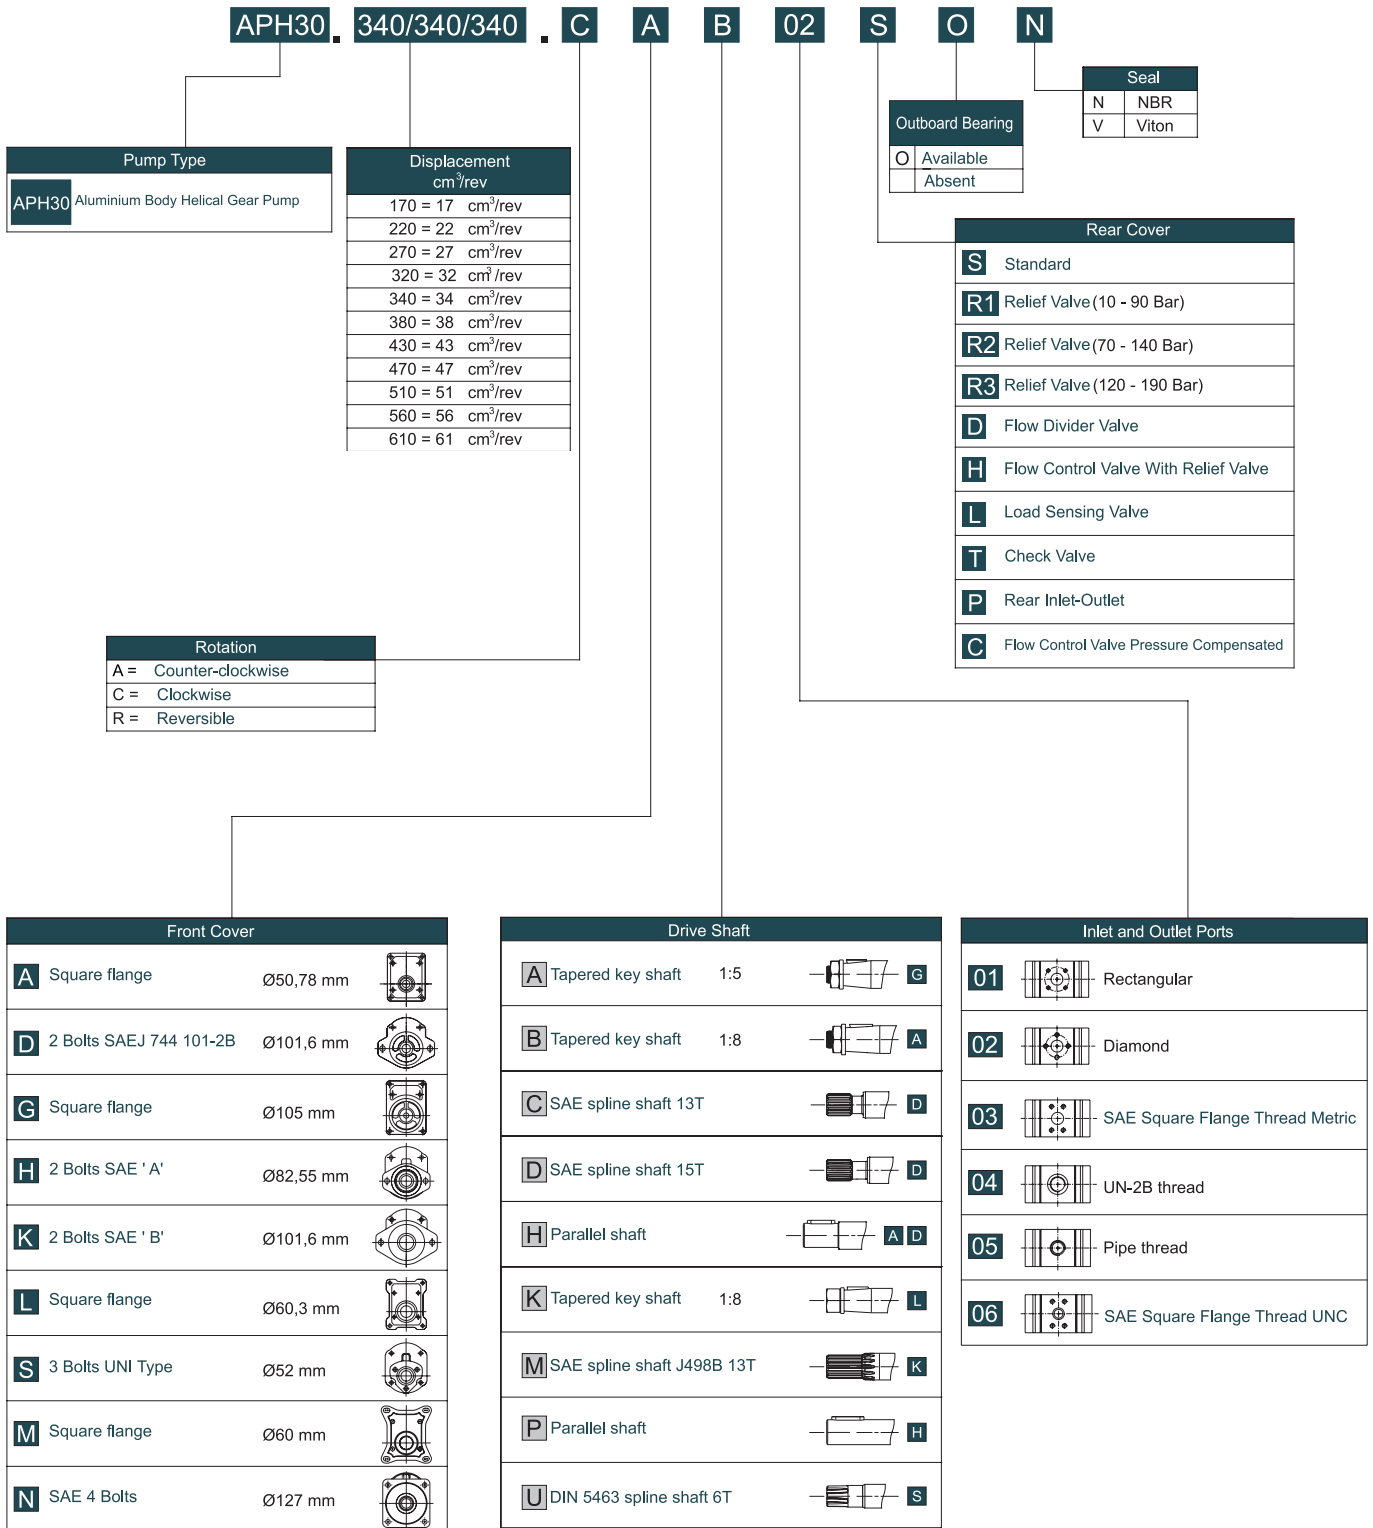 APH30 . 340/340/340 . C A B 02 S O N
Seal
N NBR
V Viton
Outboard Bearing
O Available
Absent
Pump Type
APH30 Aluminium Body Helical Gear Pump
Displacement
cm³/rev
170 = 17 cm³/rev
220 = 22 cm³/rev
270 = 27 cm³/rev
320 = 32 cm³/rev
340 = 34 cm³/rev
380 = 38 cm³/rev
430 = 43 cm³/rev
470 = 47 cm³/rev
510 = 51 cm³/rev
560 = 56 cm³/rev
610 = 61 cm³/rev
Rear Cover
S Standard
R1 Relief Valve (10 - 90 Bar)
R2 Relief Valve (70 - 140 Bar)
R3 Relief Valve (120 - 190 Bar)
D Flow Divider Valve
H Flow Control Valve With Relief Valve
L Load Sensing Valve
T Check Valve
P Rear Inlet-Outlet
C Flow Control Valve Pressure Compensated
Rotation
A = Counter-clockwise
C = Clockwise
R = Reversible
Front Cover
A Square flange Ø50,78 mm
D 2 Bolts SAEJ 744 101-2B Ø101,6 mm
G Square flange Ø105 mm
H 2 Bolts SAE ' A' Ø82,55 mm
K 2 Bolts SAE ' B' Ø101,6 mm
L Square flange Ø60,3 mm
S 3 Bolts UNI Type Ø52 mm
M Square flange Ø60 mm
N SAE 4 Bolts Ø127 mm
Drive Shaft
A Tapered key shaft 1:5 G
B Tapered key shaft 1:8 A
C SAE spline shaft 13T D
D SAE spline shaft 15T D
H Parallel shaft A D
K Tapered key shaft 1:8 L
M SAE spline shaft J498B 13T K
P Parallel shaft H
U DIN 5463 spline shaft 6T S
Inlet and Outlet Ports
01 Rectangular
02 Diamond
03 SAE Square Flange Thread Metric
04 UN-2B thread
05 Pipe thread
06 SAE Square Flange Thread UNC